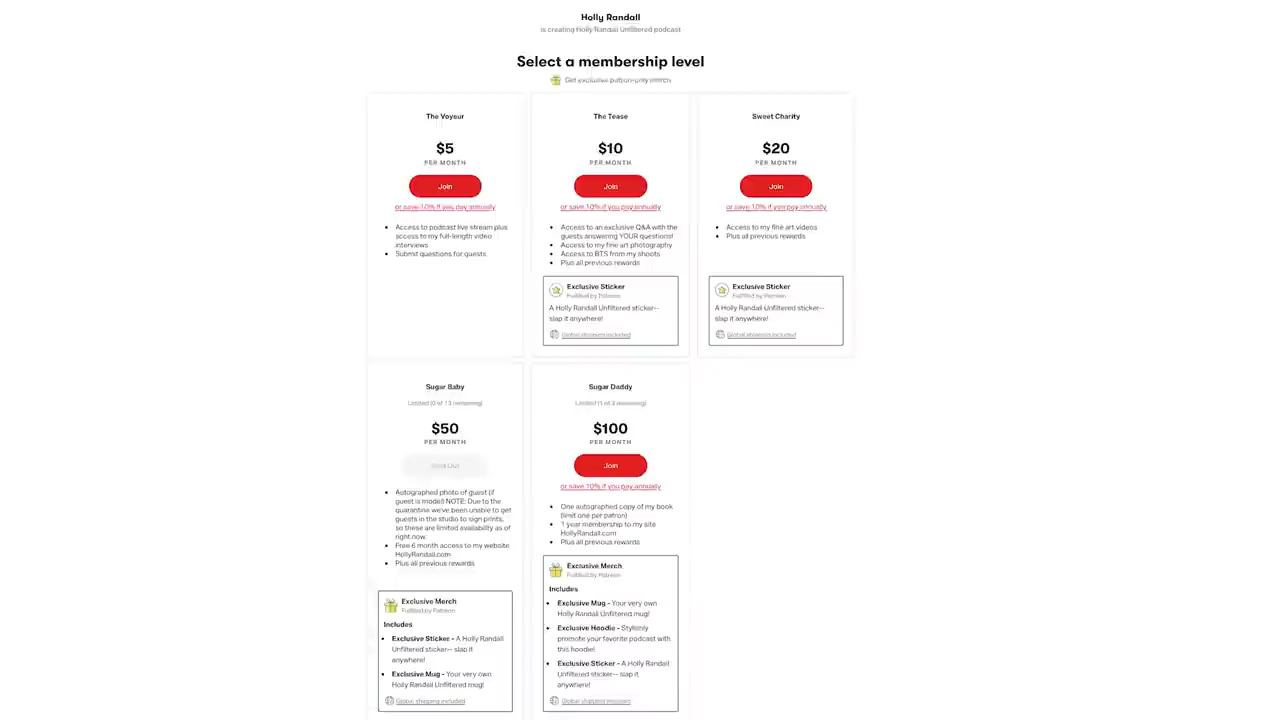 Holly Randall
is creating Holly Randall Unfiltered podcast
Select a membership level
Get exclusive patron-only merch
The Voyeur
$5
PER MONTH
Join
or save 10% if you pay annually
• Access to podcast live stream plus
access to my full-length video
interviews
• Submit questions for guests
The Tease
$10
PER MONTH
Join
or save 10% if you pay annually
• Access to an exclusive Q&A with the
guests answering YOUR questions!
• Access to my fine art photography
• Access to BTS from my shoots
• Plus all previous rewards
Exclusive Sticker
Fulfilled by Patreon
A Holly Randall Unfiltered sticker--
slap it anywhere!
Global shipping included
Sweet Charity
$20
PER MONTH
Join
or save 10% if you pay annually
• Access to my fine art videos
• Plus all previous rewards
Exclusive Sticker
Fulfilled by Patreon
A Holly Randall Unfiltered sticker--
slap it anywhere!
Global shipping included
Sugar Baby
Limited (0 of 13 remaining)
$50
PER MONTH
Sold Out
• Autographed photo of guest (if
guest is model) NOTE: Due to the
quarantine we've been unable to get
guests in the studio to sign prints,
so these are limited availability as of
right now.
• Free 6 month access to my website
HollyRandall.com
• Plus all previous rewards
Exclusive Merch
Fulfilled by Patreon
Includes
• Exclusive Sticker - A Holly Randall
Unfiltered sticker-- slap it
anywhere!
• Exclusive Mug - Your very own
Holly Randall Unfiltered mug!
Global shipping included
Sugar Daddy
Limited (1 of 3 remaining)
$100
PER MONTH
Join
or save 10% if you pay annually
• One autographed copy of my book
(limit one per patron)
• 1 year membership to my site
HollyRandall.com
• Plus all previous rewards
Exclusive Merch
Fulfilled by Patreon
Includes
• Exclusive Mug - Your very own
Holly Randall Unfiltered mug!
• Exclusive Hoodie - Stylishly
promote your favorite podcast with
this hoodie!
• Exclusive Sticker - A Holly Randall
Unfiltered sticker-- slap it
anywhere!
Global shipping included